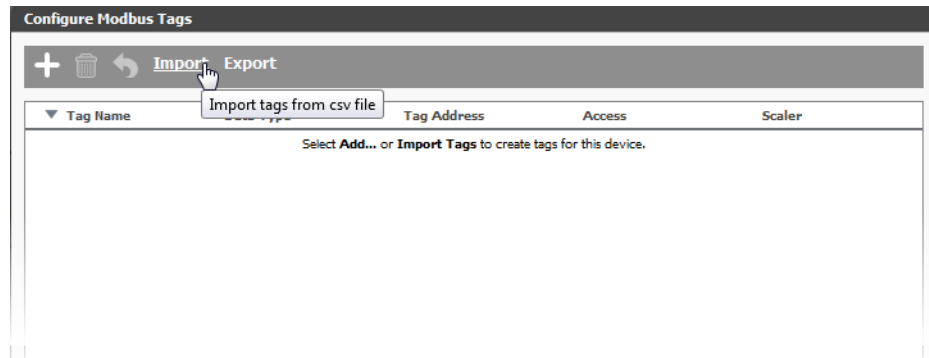 Configure Modbus Tags
Import Export
Import tags from csv file
Tag Name Tag Address Access Scaler
Select Add... or Import Tags to create tags for this device.